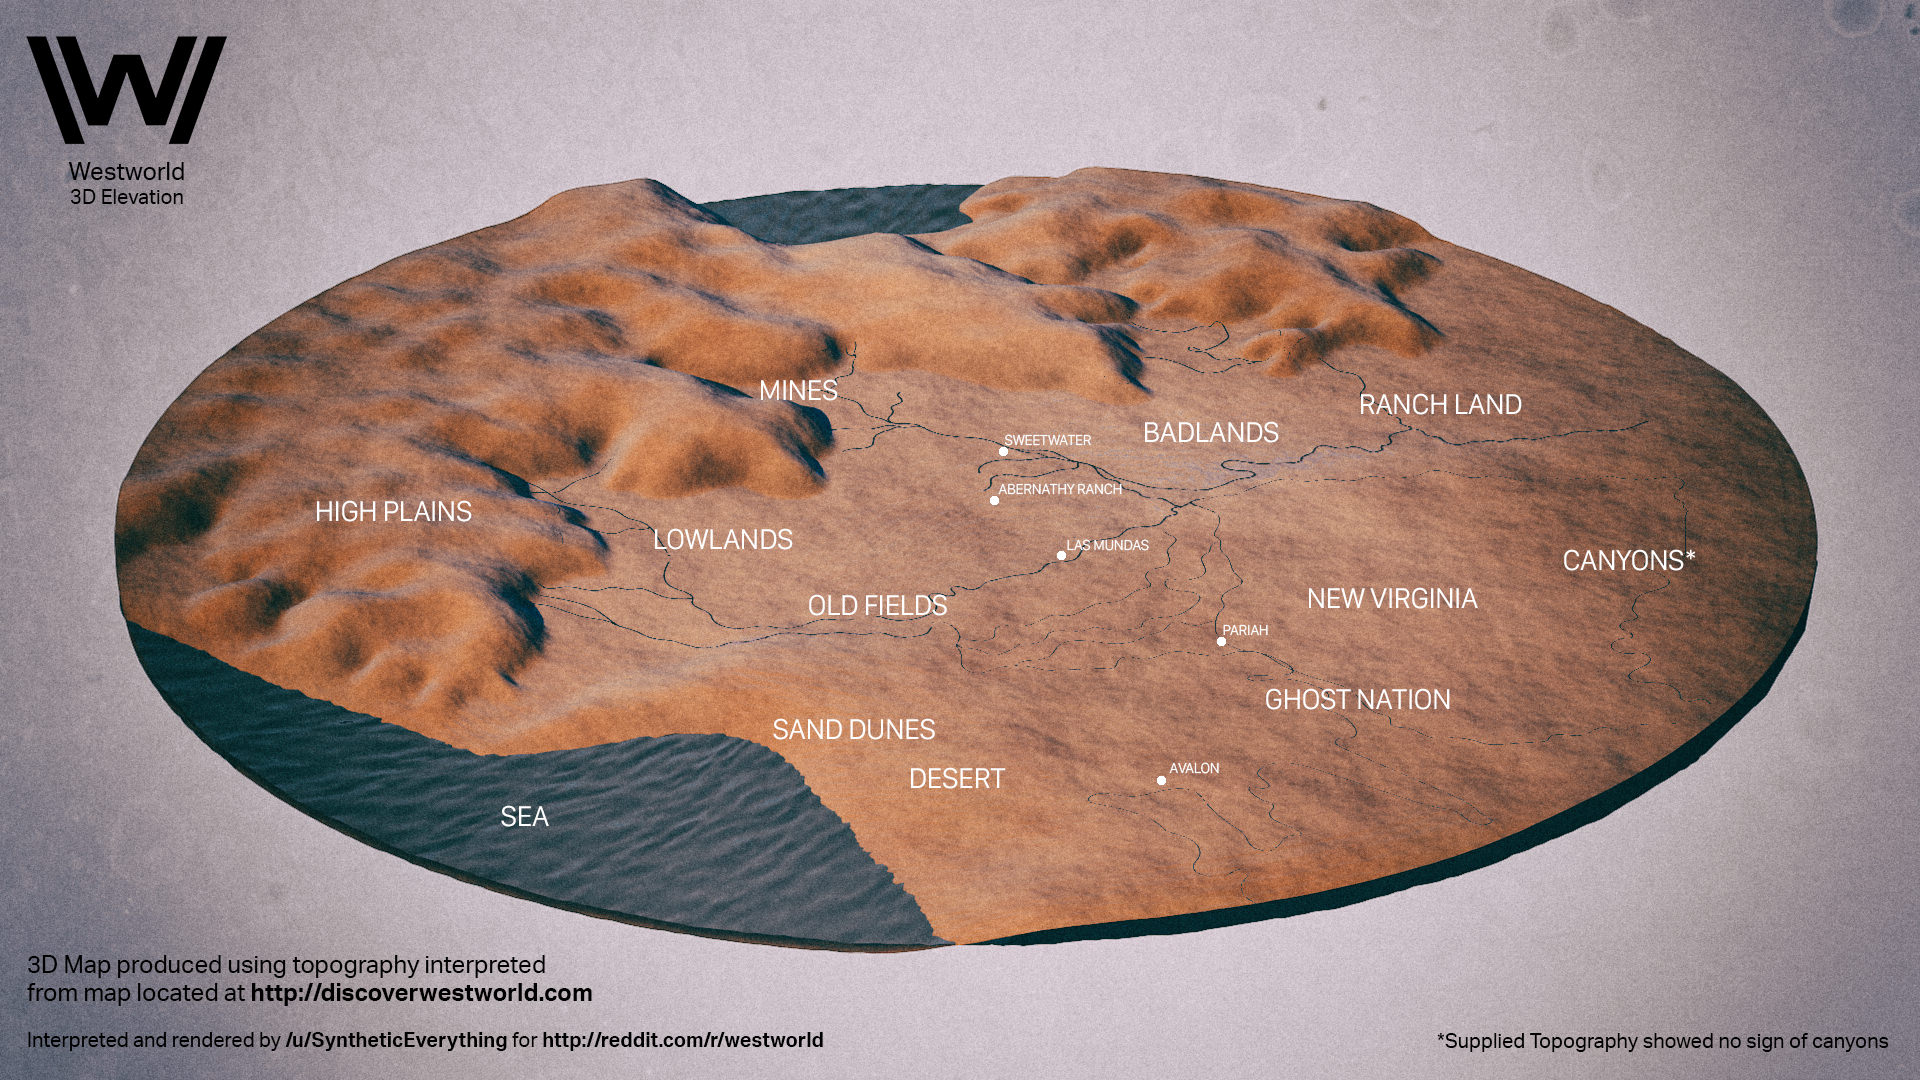 W
Westworld
3D Elevation
MINES
RANCH LAND
BADLANDS
SWEETWATER
ABERNATHY RANCH
HIGH PLAINS
LOWLANDS
LAS MUNDAS
CANYONS*
OLD FIELDS
NEW VIRGINIA
PARIAH
GHOST NATION
SAND DUNES
AVALON
DESERT
SEA
3D Map produced using topography interpreted
from map located at http://discoverwestworld.com
Interpreted and rendered by /u/SyntheticEverything for http://reddit.com/r/westworld
*Supplied Topography showed no sign of canyons